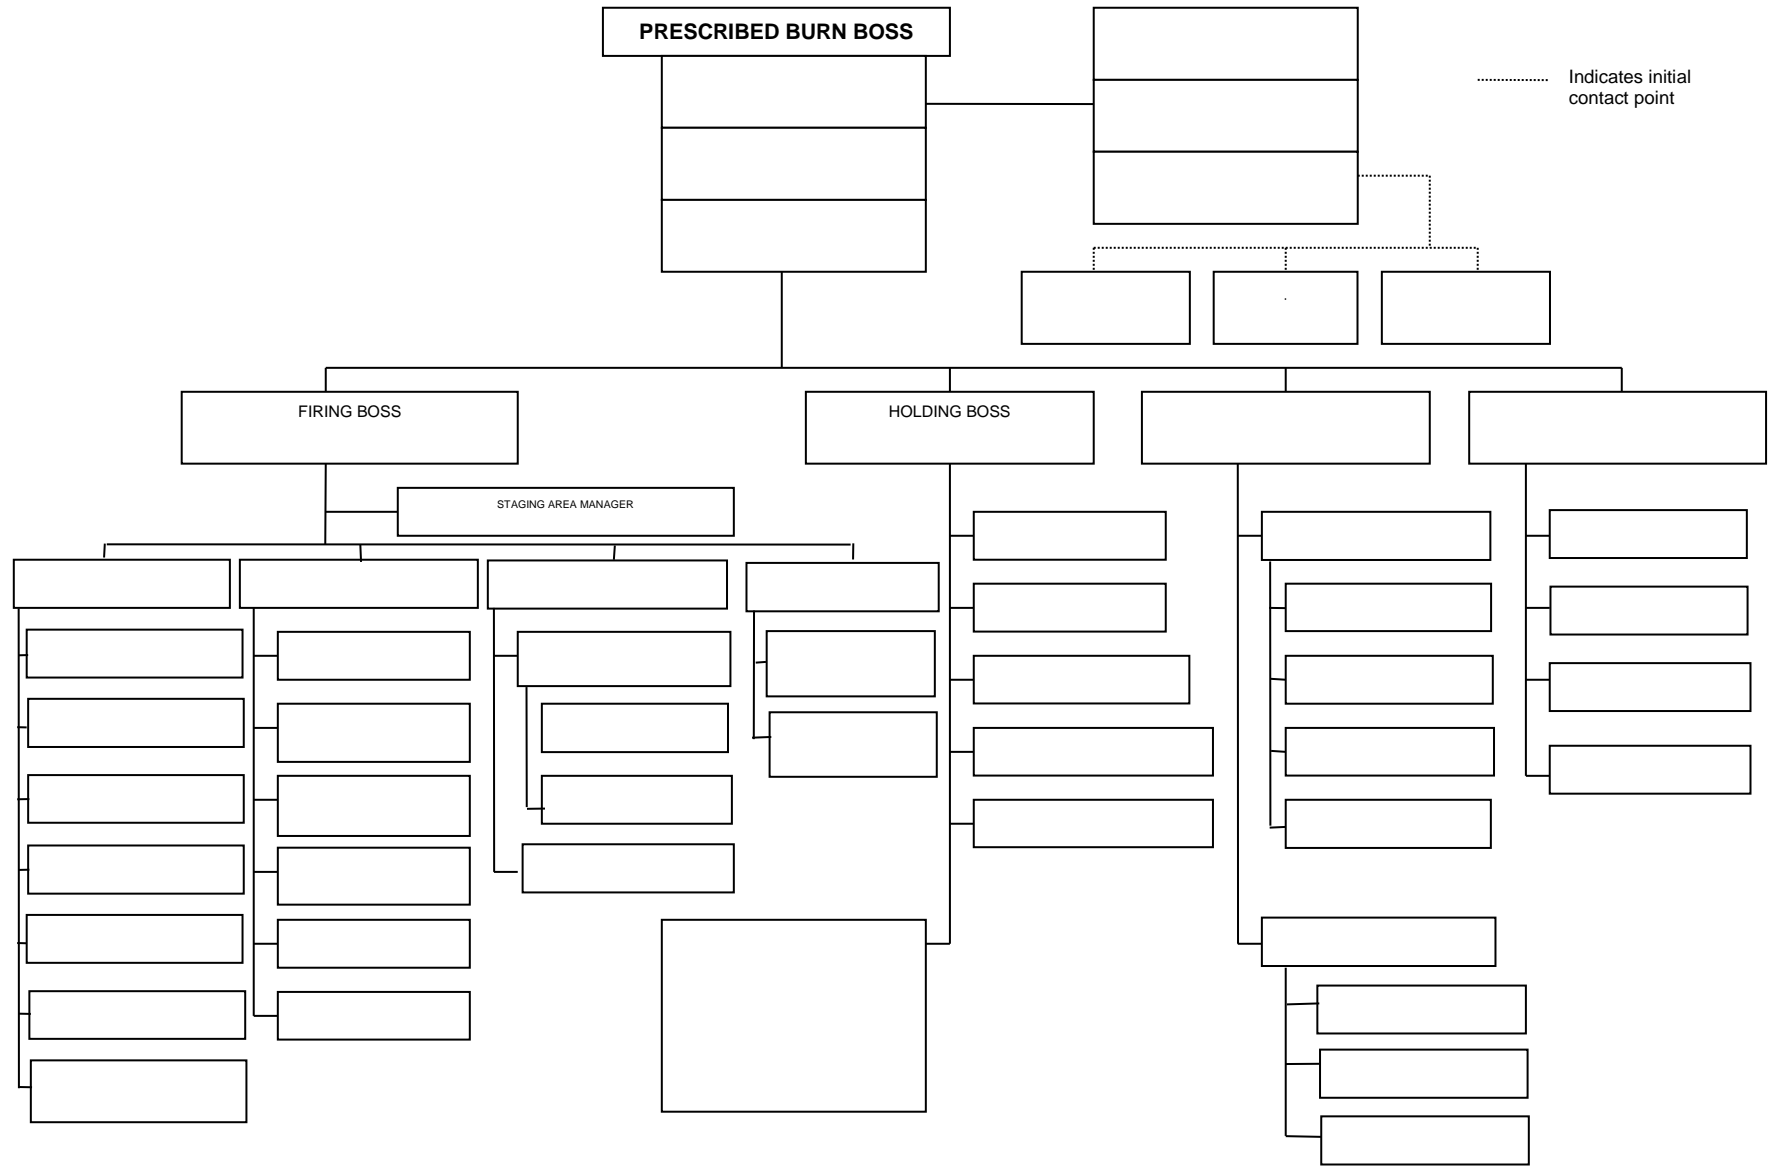 PRESCRIBED BURN BOSS
Indicates initial
contact point
.
FIRING BOSS
HOLDING BOSS
STAGING AREA MANAGER